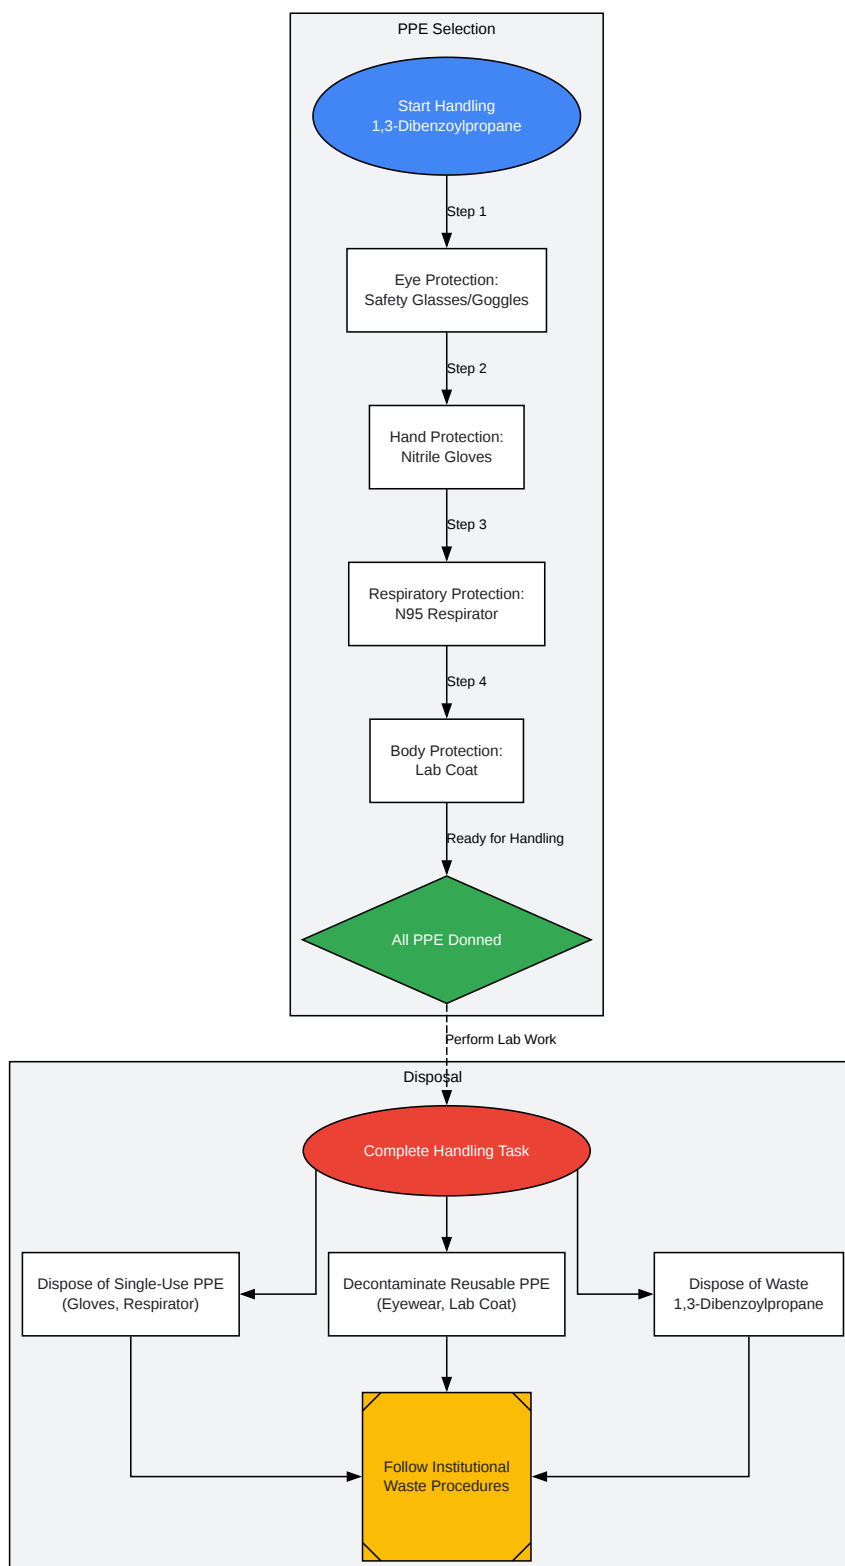 PPE Selection
Start Handling
1,3-Dibenzoylpropane
Step 1
Eye Protection:
Safety Glasses/Goggles
Step 2
Hand Protection:
Nitrile Gloves
Step 3
Respiratory Protection:
N95 Respirator
Step 4
Body Protection:
Lab Coat
Ready for Handling
All PPE Donned
Perform Lab Work
Disposal
Complete Handling Task
Dispose of Single-Use PPE
(Gloves, Respirator)
Decontaminate Reusable PPE
(Eyewear, Lab Coat)
Dispose of Waste
1,3-Dibenzoylpropane
Follow Institutional
Waste Procedures